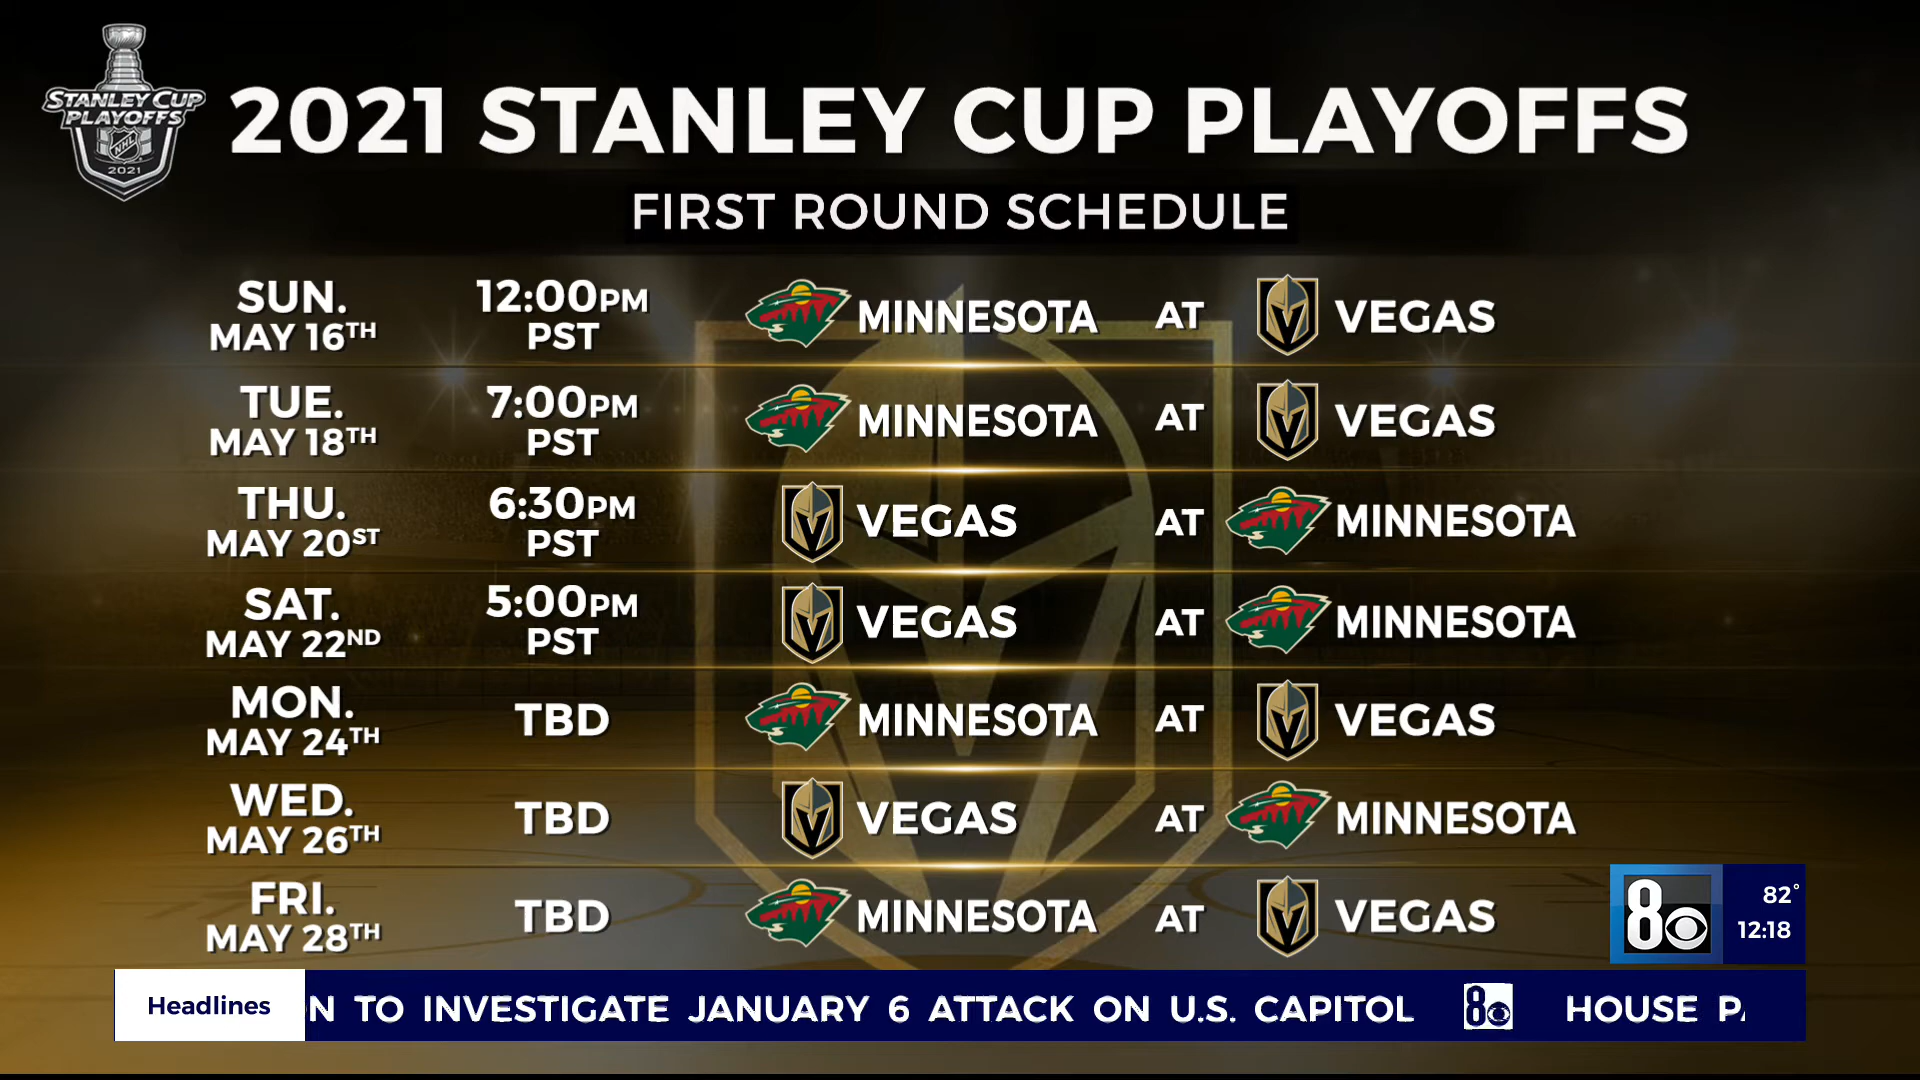 STANLEY CUP
PLAYOFFS
NHL
2021
2021 STANLEY CUP PLAYOFFS
FIRST ROUND SCHEDULE
SUN.
MAY 16TH
12:00PM
PST
MINNESOTA AT VEGAS
TUE.
MAY 18TH
7:00PM
PST
MINNESOTA AT VEGAS
THU.
MAY 20ST
6:30PM
PST
VEGAS AT MINNESOTA
SAT.
MAY 22ND
5:00PM
PST
VEGAS AT MINNESOTA
MON.
MAY 24TH
TBD
MINNESOTA AT VEGAS
WED.
MAY 26TH
TBD
VEGAS AT MINNESOTA
FRI.
MAY 28TH
TBD
MINNESOTA AT VEGAS
8
82°
12:18
Headlines
N TO INVESTIGATE JANUARY 6 ATTACK ON U.S. CAPITOL 8 HOUSE